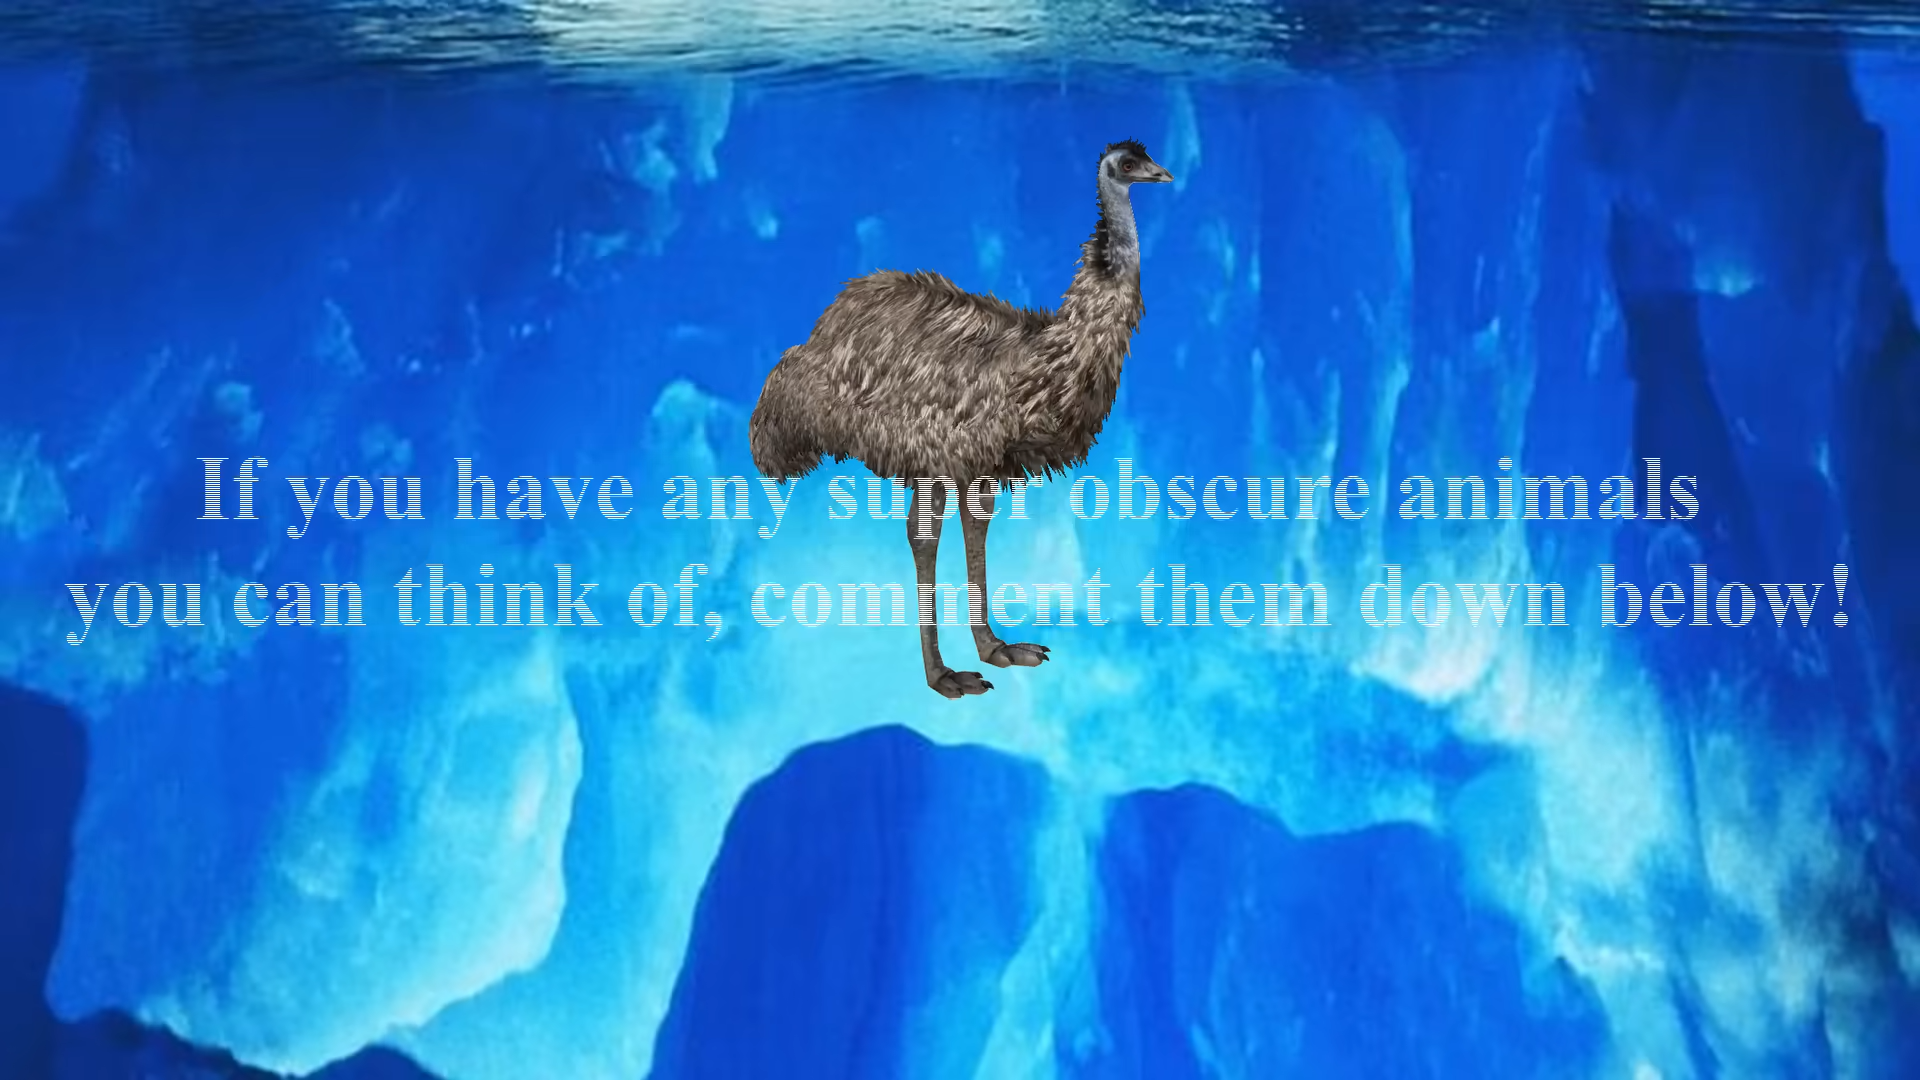 If you have any super obscure animals
you can think of, comment them down below!